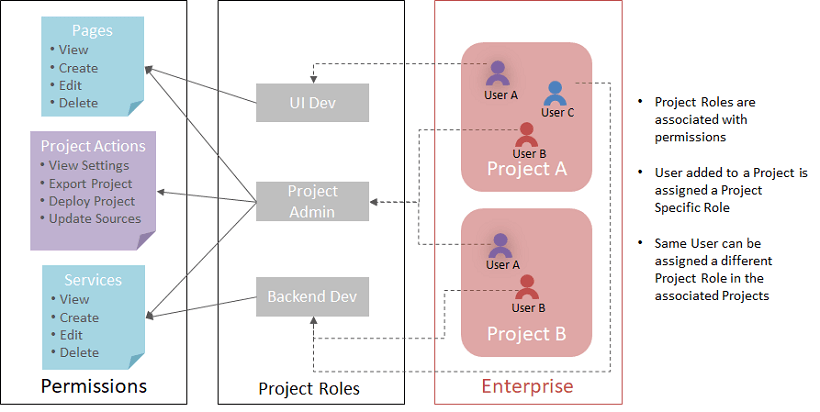 Pages
• View
• Create
• Edit
• Delete
Project Actions
• View Settings
• Export Project
• Deploy Project
• Update Sources
Services
• View
• Create
• Edit
• Delete
Permissions
UI Dev
Project
Admin
Backend Dev
Project Roles
User A
User C
User B
Project A
User A
User B
Project B
Enterprise
• Project Roles are
associated with
permissions
• User added to a Project is
assigned a Project
Specific Role
• Same User can be
assigned a different
Project Role in the
associated Projects